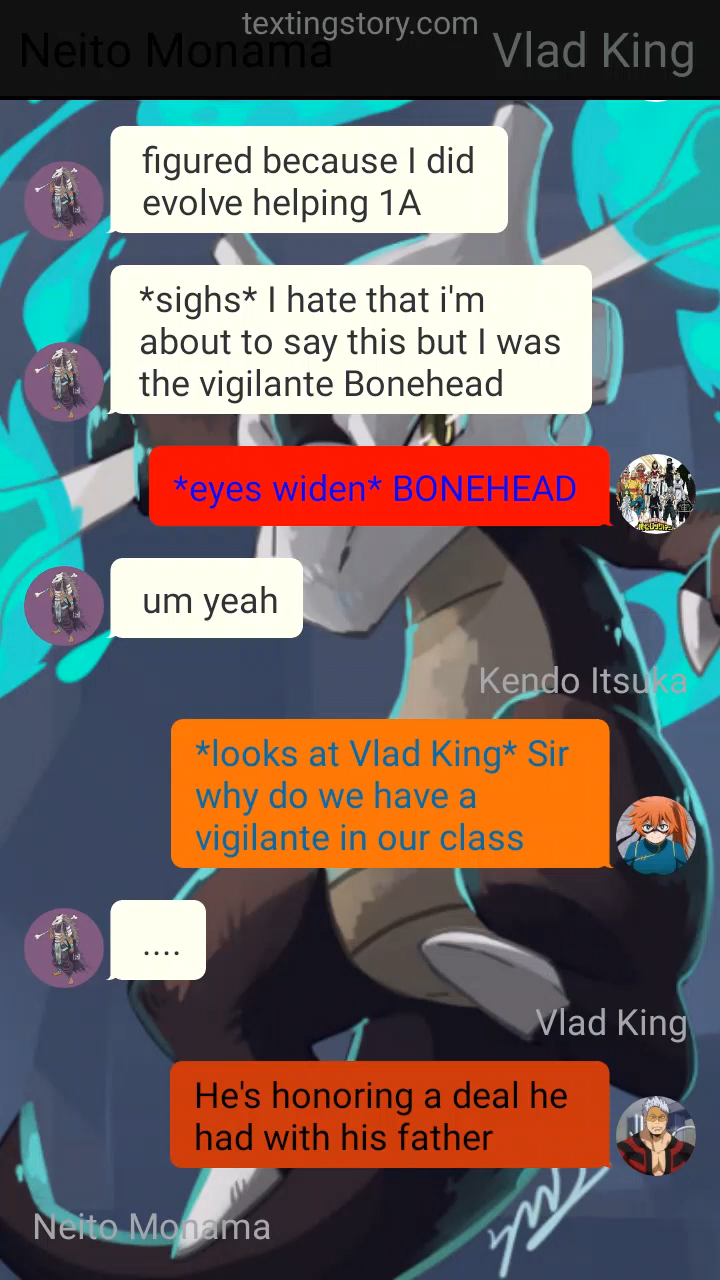 textingstory.com
Neito Monama
Vlad King
figured because I did
evolve helping 1A
*sighs* I hate that i'm
about to say this but I was
the vigilante Bonehead
*eyes widen* BONEHEAD
um yeah
Kendo Itsuka
*looks at Vlad King* Sir
why do we have a
vigilante in our class
....
Vlad King
He's honoring a deal he
had with his father
Neito Monama